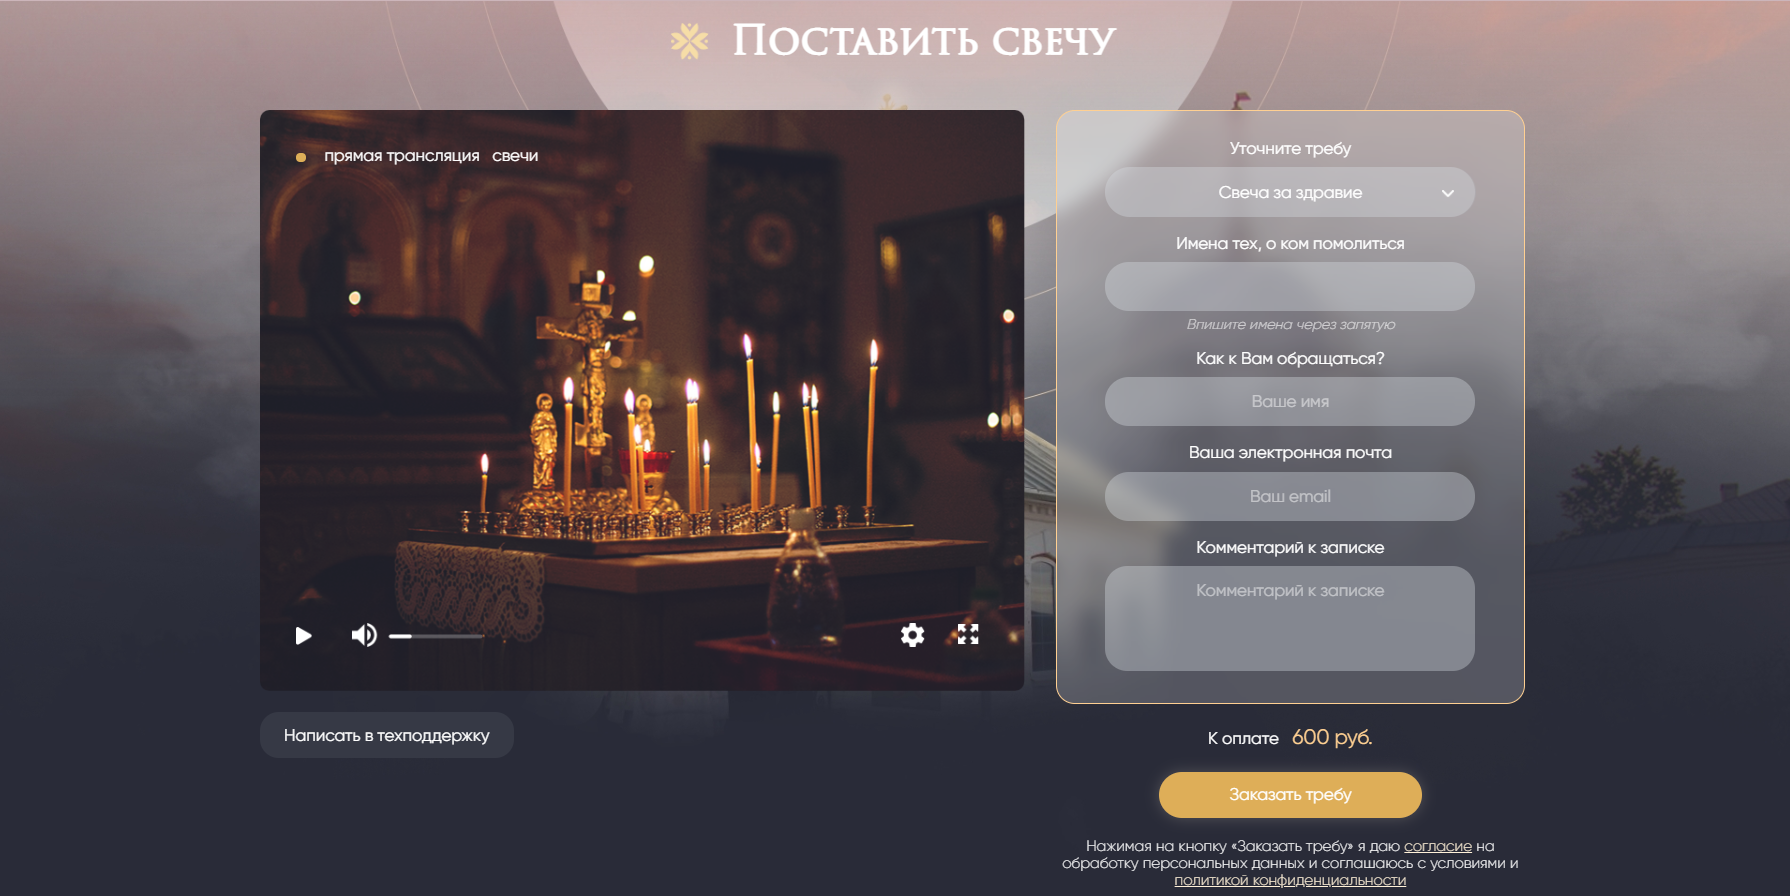 Поставить свечу
прямая трансляция свечи
Уточните требу
Свеча за здравие
Имена тех, о ком помолиться
Впишите имена через запятую
Как к Вам обращаться?
Ваше имя
Ваша электронная почта
Ваш email
Комментарий к записке
Комментарий к записке
Написать в техподдержку
К оплате 600 руб.
Заказать требу
Нажимая на кнопку «Заказать требу» я даю согласие на
обработку персональных данных и соглашаюсь с условиями и
политикой конфиденциальности